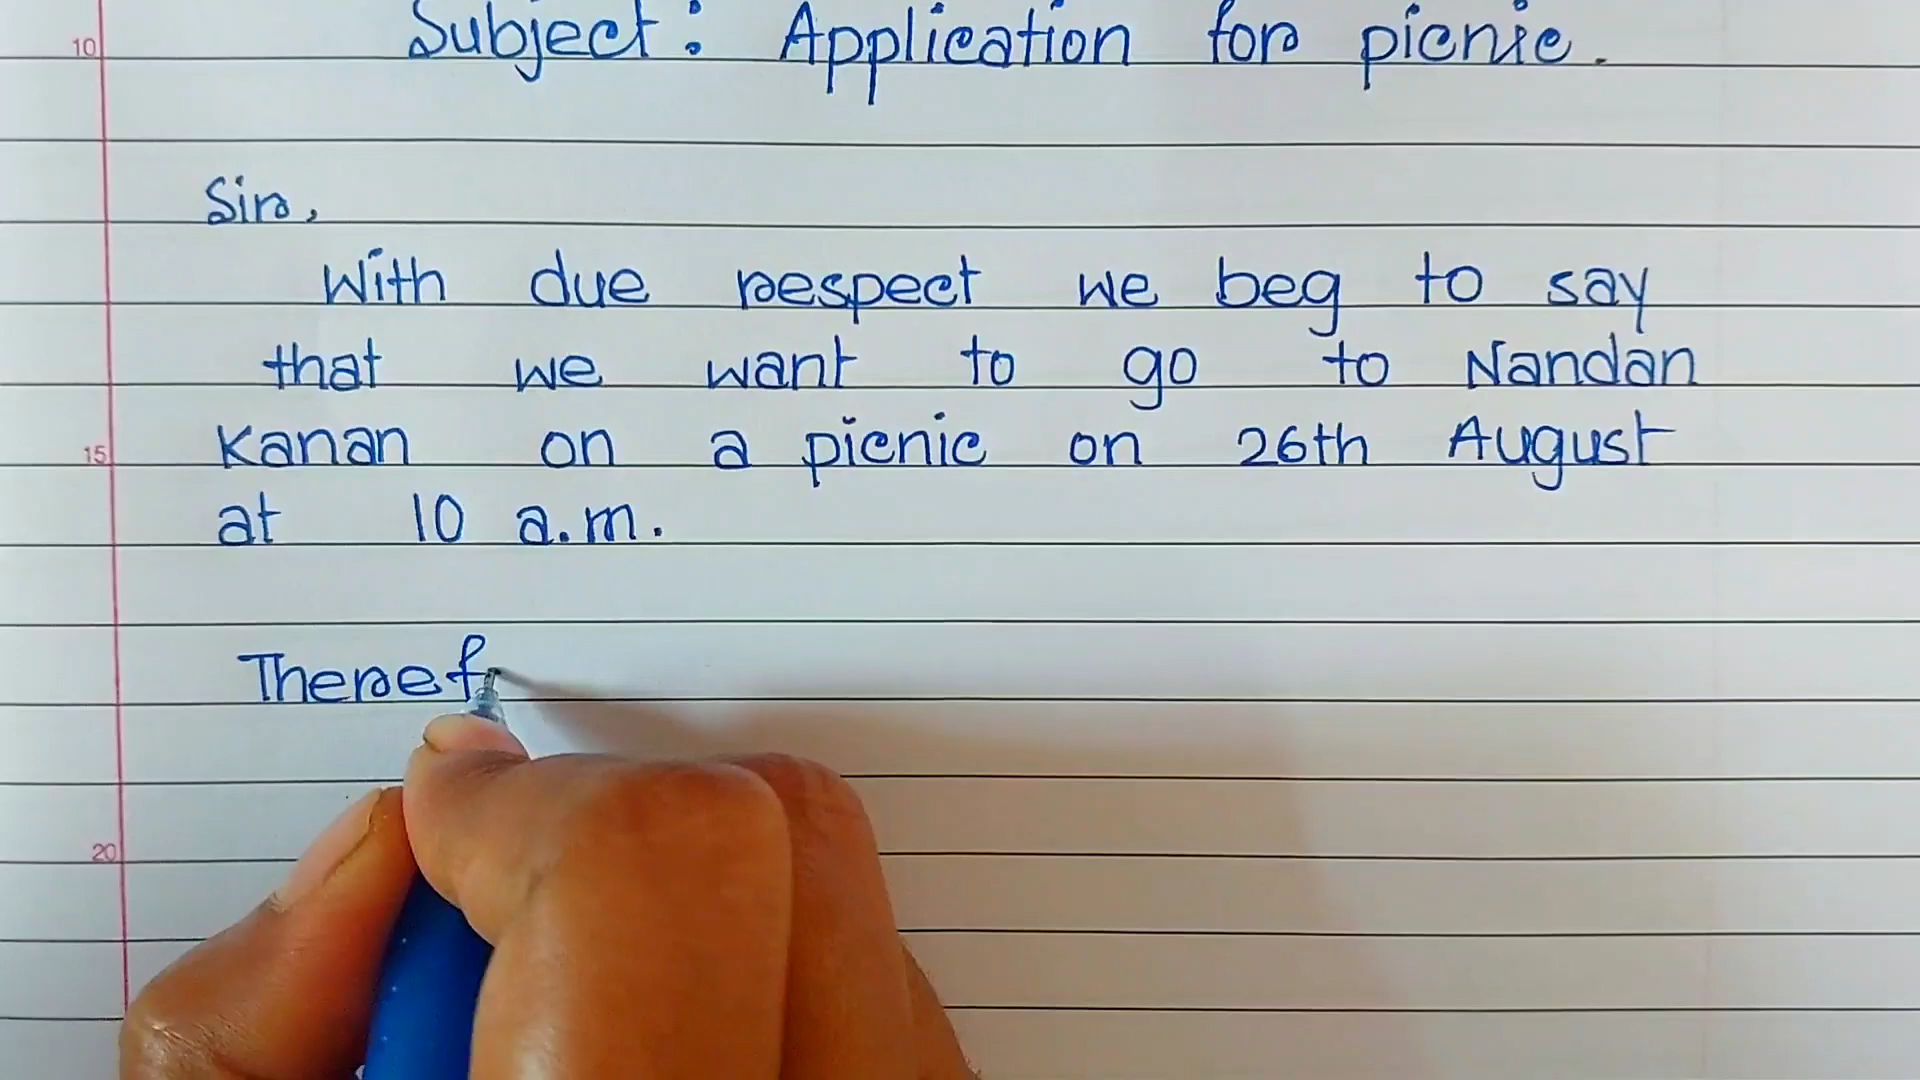 10
Subject: Application for picnic.
Sir,
With due respect we beg to say
that we want to go to Nandan
15
Kanan on a picnic on 26th August
at 10 a.m.
Theref
20